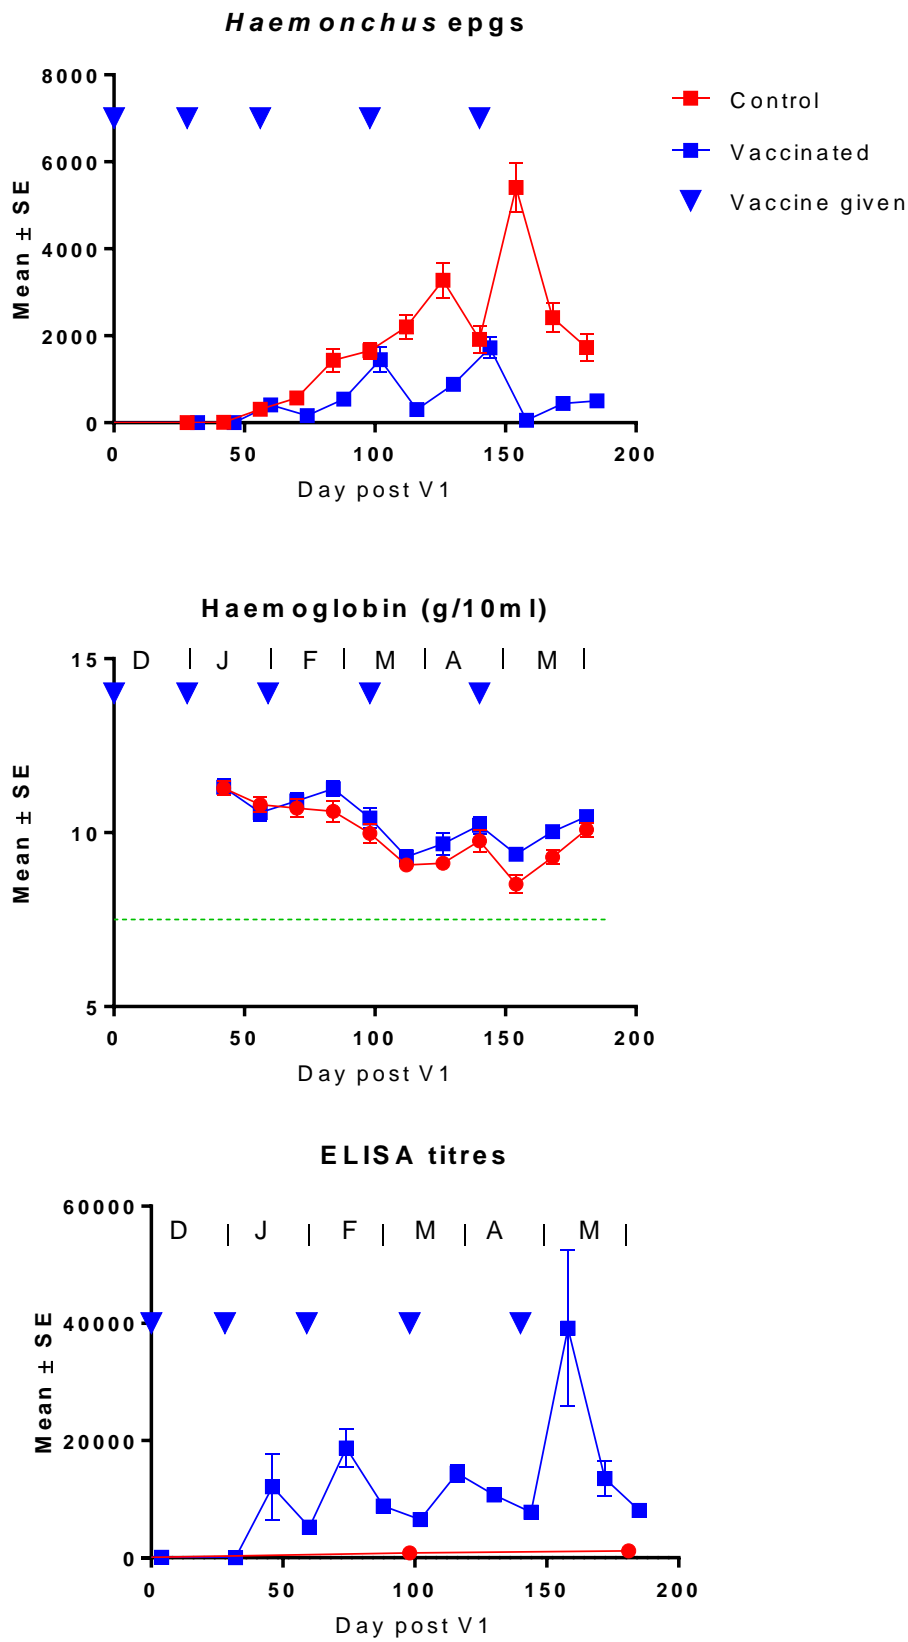 Haemonchus epgs
8000
6000
4000
2000
0
Mean ± SE
0 50 100 150 200
Day post V1
Control
Vaccinated
Vaccine given
Haemoglobin (g/10ml)
D | J | F | M | A | M |
15
10
5
Mean ± SE
0 50 100 150 200
Day post V1
ELISA titres
D | J | F | M | A | M |
60000
40000
20000
0
Mean ± SE
0 50 100 150 200
Day post V1